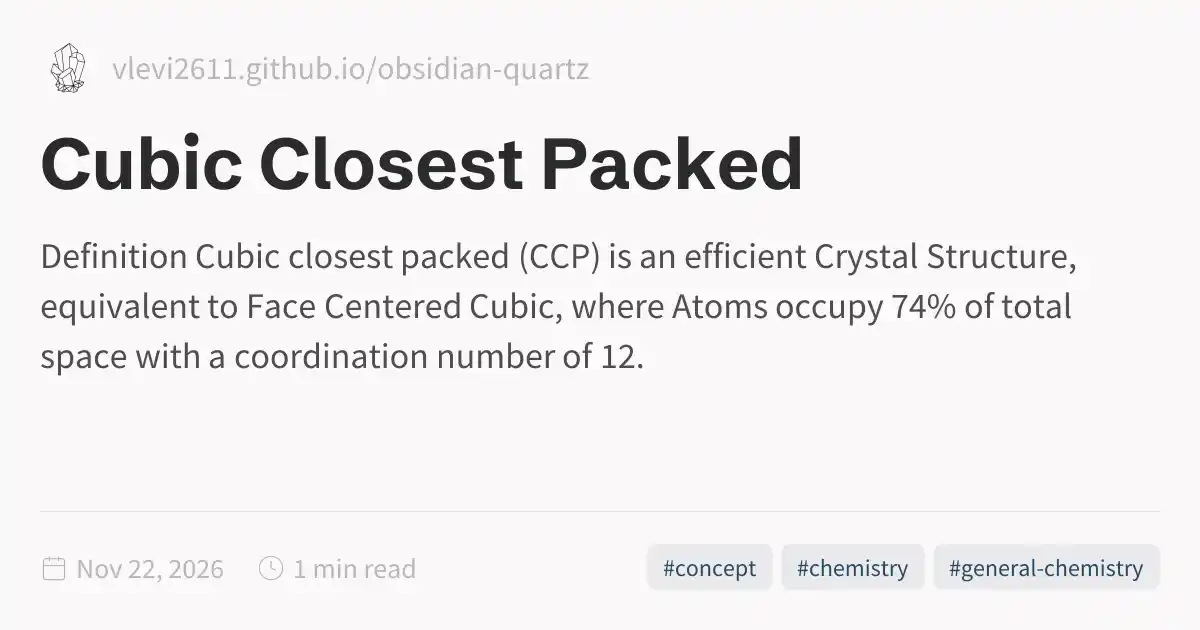 vlevi2611.github.io/obsidian-quartz
Cubic Closest Packed
Definition Cubic closest packed (CCP) is an efficient Crystal Structure,
equivalent to Face Centered Cubic, where Atoms occupy 74% of total
space with a coordination number of 12.
Nov 22, 2026 1 min read #concept #chemistry #general-chemistry